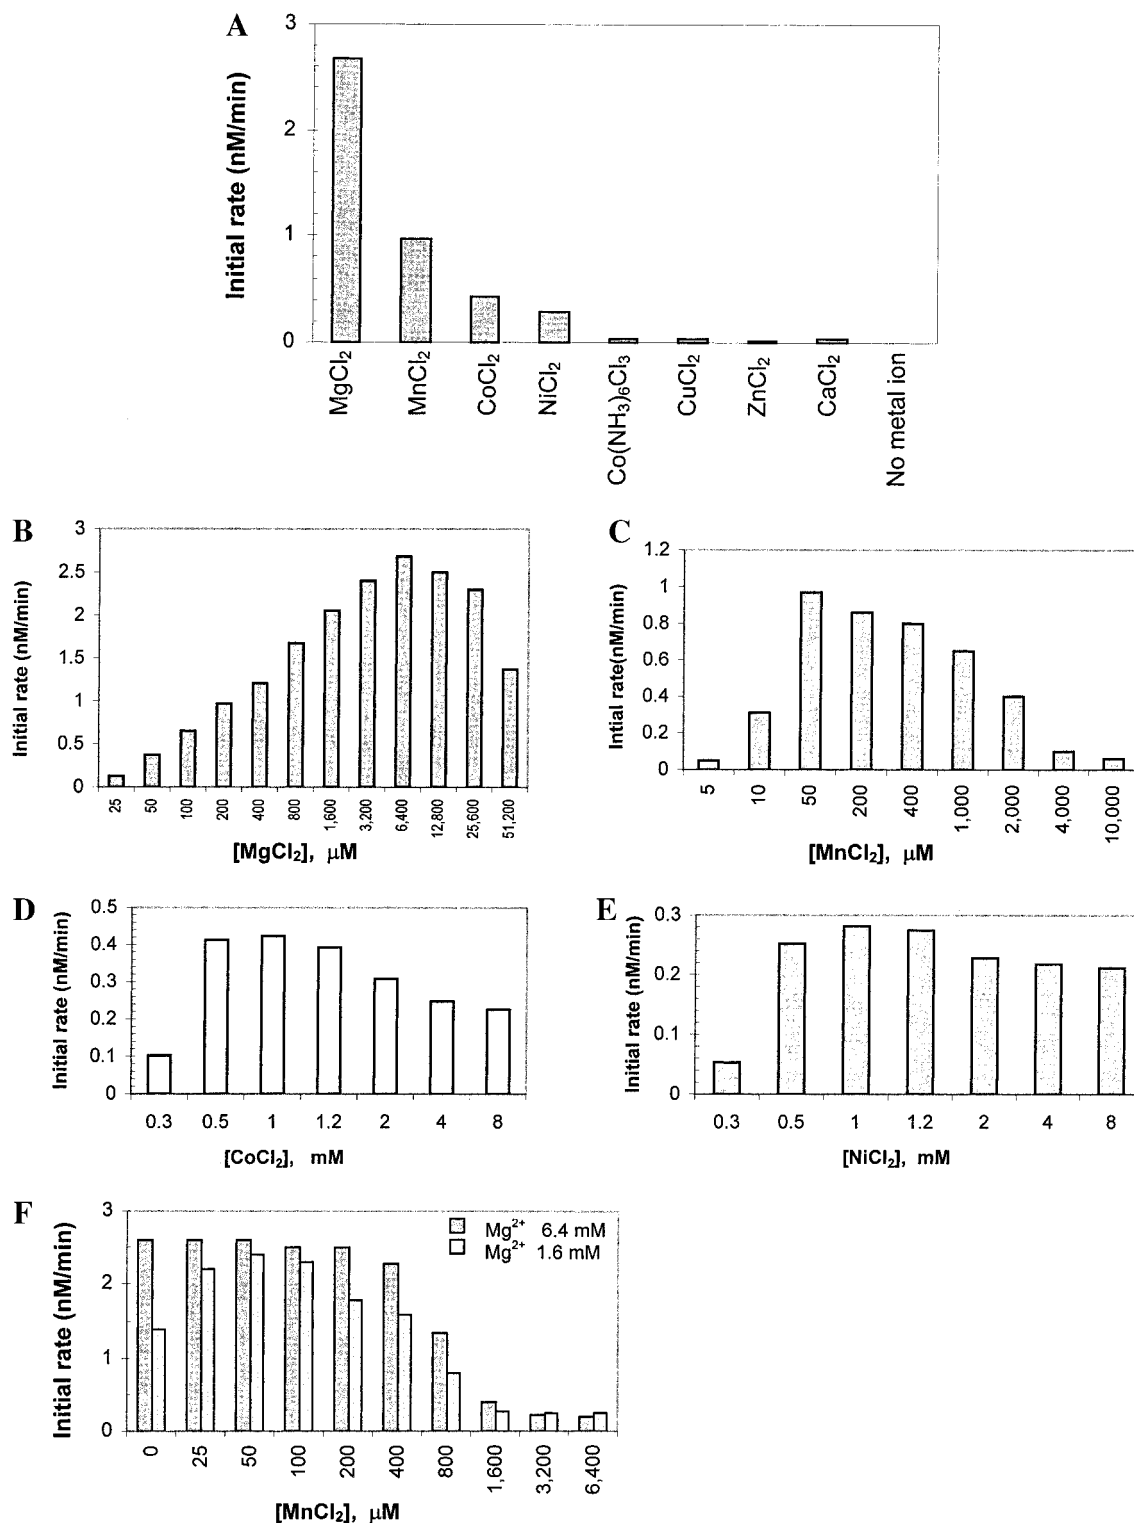 A
3
2
1
0
Initial rate (nM/min)
MgCl2
MnCl2
CoCl2
NiCl2
Co(NH3)6Cl3
CuCl2
ZnCl2
CaCl2
No metal ion
B
3
2.5
2
1.5
1
0.5
0
Initial rate (nM/min)
25 50 100 200 400 800 1,600 3,200 6,400 12,800 25,600 51,200
[MgCl2], μM
C
1.2
1
0.8
0.6
0.4
0.2
0
Intial rate(nM/min)
5 10 50 200 400 1,000 2,000 4,000 10,000
[MnCl2], μM
D
0.5
0.4
0.3
0.2
0.1
0
Initial rate (nM/min)
0.3 0.5 1 1.2 2 4 8
[CoCl2], mM
E
0.3
0.2
0.1
0
Initial rate (nM/min)
0.3 0.5 1 1.2 2 4 8
[NiCl2], mM
F
3
2
1
0
Initial rate (nM/min)
Mg2+ 6.4 mM
Mg2+ 1.6 mM
0 25 50 100 200 400 800 1,600 3,200 6,400
[MnCl2], μM